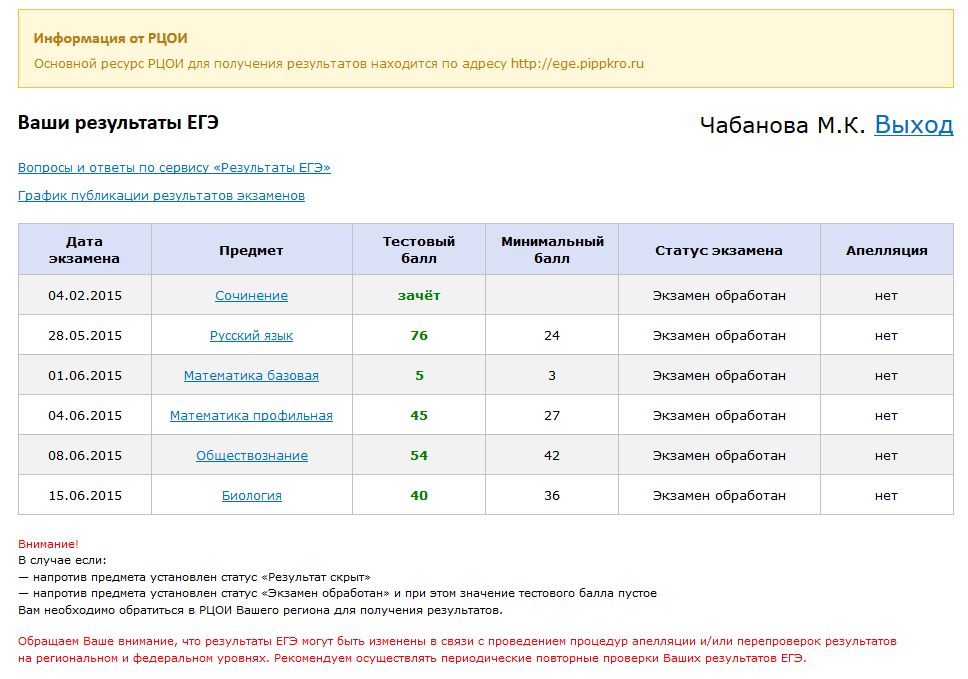 Информация от РЦОИ
Основной ресурс РЦОИ для получения результатов находится по адресу http://ege.pippkro.ru
Ваши результаты ЕГЭ
Чабанова М.К. Выход
Вопросы и ответы по сервису «Результаты ЕГЭ»
График публикации результатов экзаменов
Дата экзамена Предмет Тестовый балл Минимальный балл Статус экзамена Апелляция
04.02.2015 Сочинение зачёт Экзамен обработан нет
28.05.2015 Русский язык 76 24 Экзамен обработан нет
01.06.2015 Математика базовая 5 3 Экзамен обработан нет
04.06.2015 Математика профильная 45 27 Экзамен обработан нет
08.06.2015 Обществознание 54 42 Экзамен обработан нет
15.06.2015 Биология 40 36 Экзамен обработан нет
Внимание!
В случае если:
— напротив предмета установлен статус «Результат скрыт»
— напротив предмета установлен статус «Экзамен обработан» и при этом значение тестового балла пустое
Вам необходимо обратиться в РЦОИ Вашего региона для получения результатов.
Обращаем Ваше внимание, что результаты ЕГЭ могут быть изменены в связи с проведением процедур апелляции и/или перепроверок результатов
на региональном и федеральном уровнях. Рекомендуем осуществлять периодические повторные проверки Ваших результатов ЕГЭ.